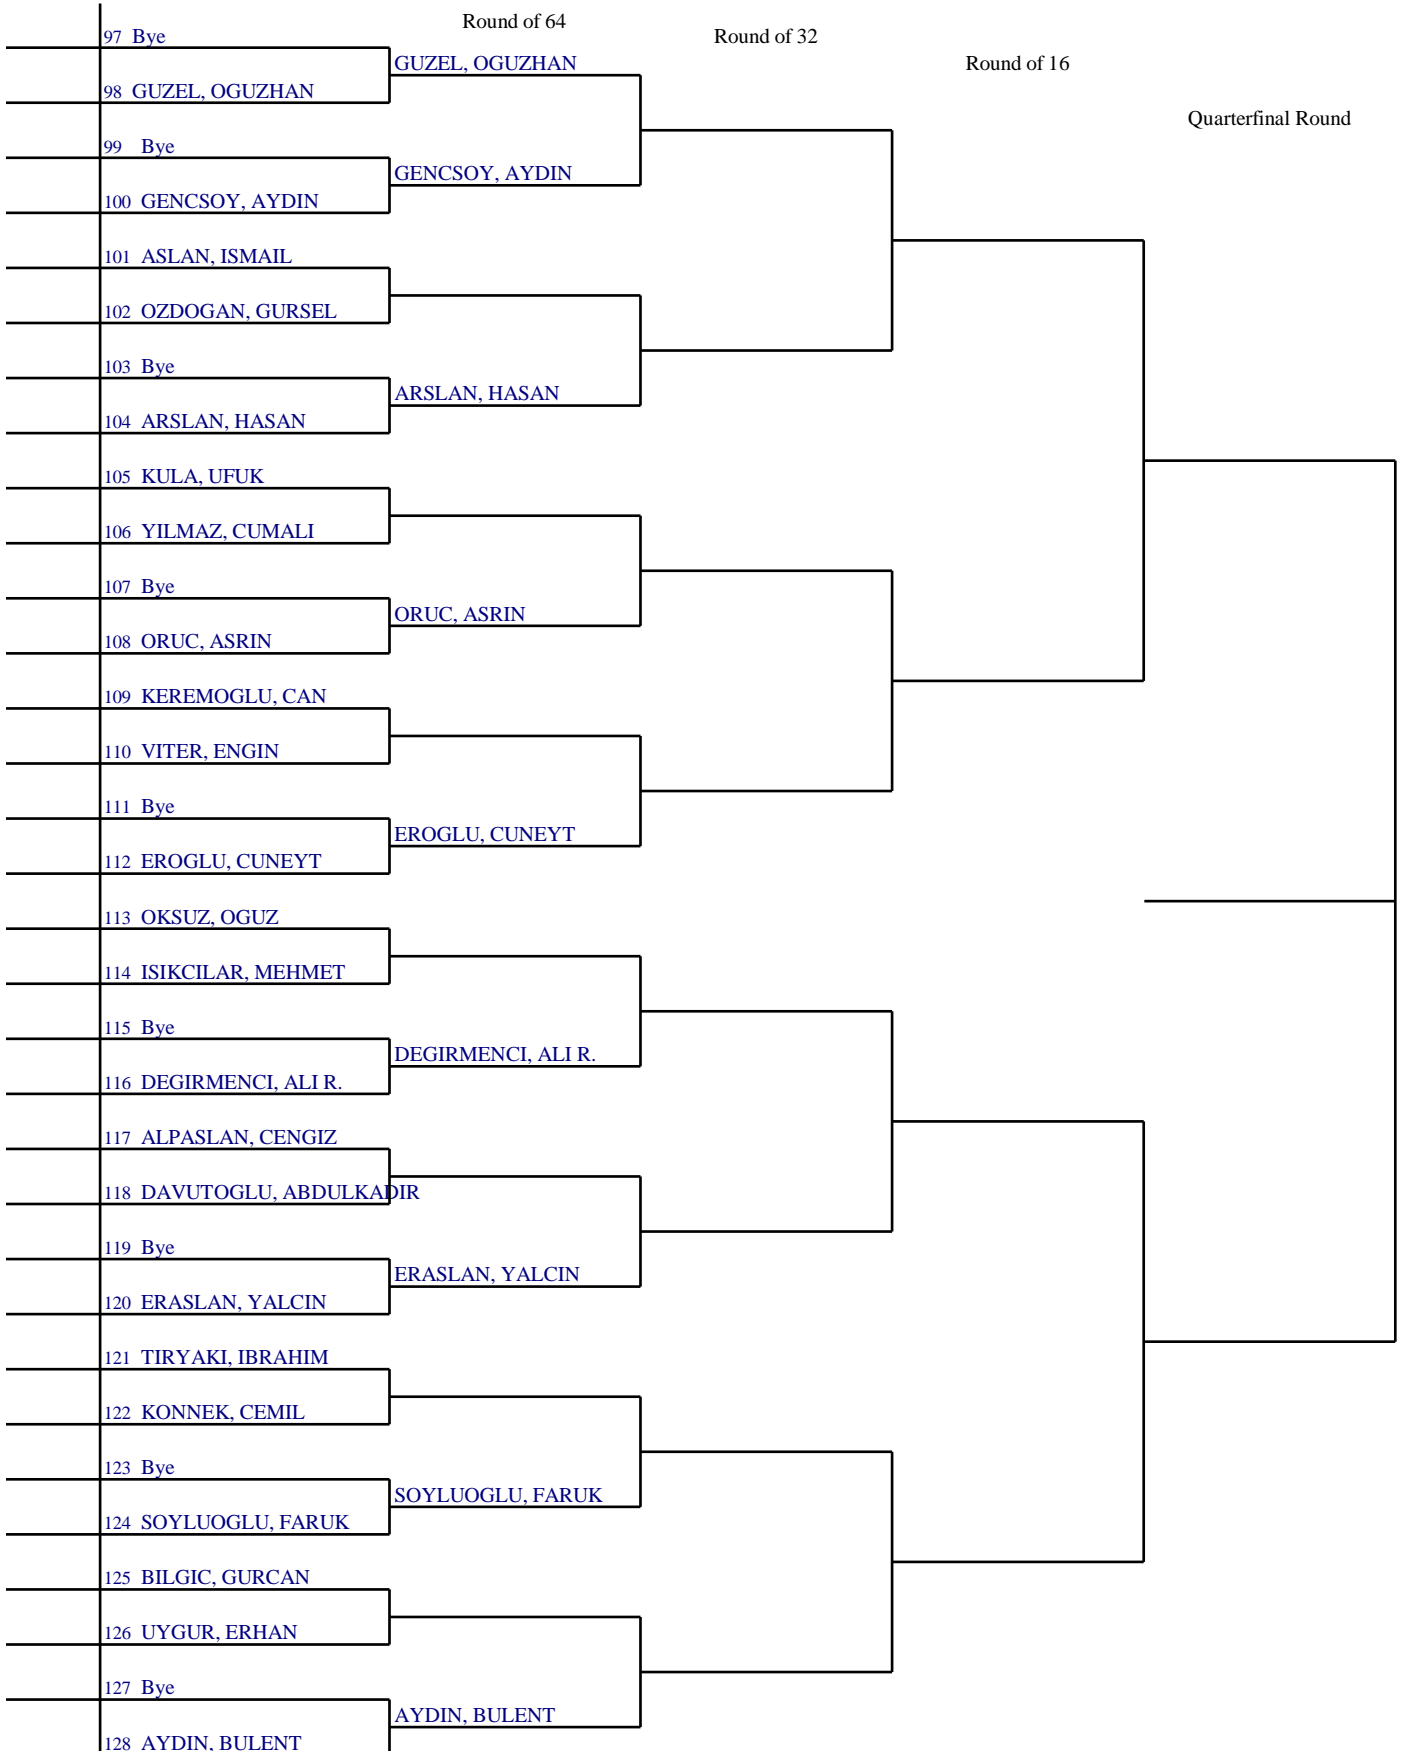 Round of 64
Round of 32
Round of 16
Quarterfinal Round
97 Bye
GUZEL, OGUZHAN
98 GUZEL, OGUZHAN
99 Bye
GENCSOY, AYDIN
100 GENCSOY, AYDIN
101 ASLAN, ISMAIL
102 OZDOGAN, GURSEL
103 Bye
ARSLAN, HASAN
104 ARSLAN, HASAN
105 KULA, UFUK
106 YILMAZ, CUMALI
107 Bye
ORUC, ASRIN
108 ORUC, ASRIN
109 KEREMOGLU, CAN
110 VITER, ENGIN
111 Bye
EROGLU, CUNEYT
112 EROGLU, CUNEYT
113 OKSUZ, OGUZ
114 ISIKCILAR, MEHMET
115 Bye
DEGIRMENCI, ALI R.
116 DEGIRMENCI, ALI R.
117 ALPASLAN, CENGIZ
118 DAVUTOGLU, ABDULKADIR
119 Bye
ERASLAN, YALCIN
120 ERASLAN, YALCIN
121 TIRYAKI, IBRAHIM
122 KONNEK, CEMIL
123 Bye
SOYLUOGLU, FARUK
124 SOYLUOGLU, FARUK
125 BILGIC, GURCAN
126 UYGUR, ERHAN
127 Bye
AYDIN, BULENT
128 AYDIN, BULENT